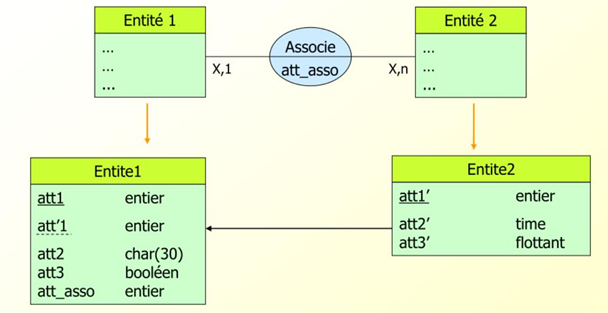 Entité 1
...
...
...
Associe
att_asso
X,1
X,n
Entité 2
...
...
...
Entite1
att1 entier
att’1 entier
att2 char(30)
att3 booléen
att_asso entier
Entite2
att1’ entier
att2’ time
att3’ flottant